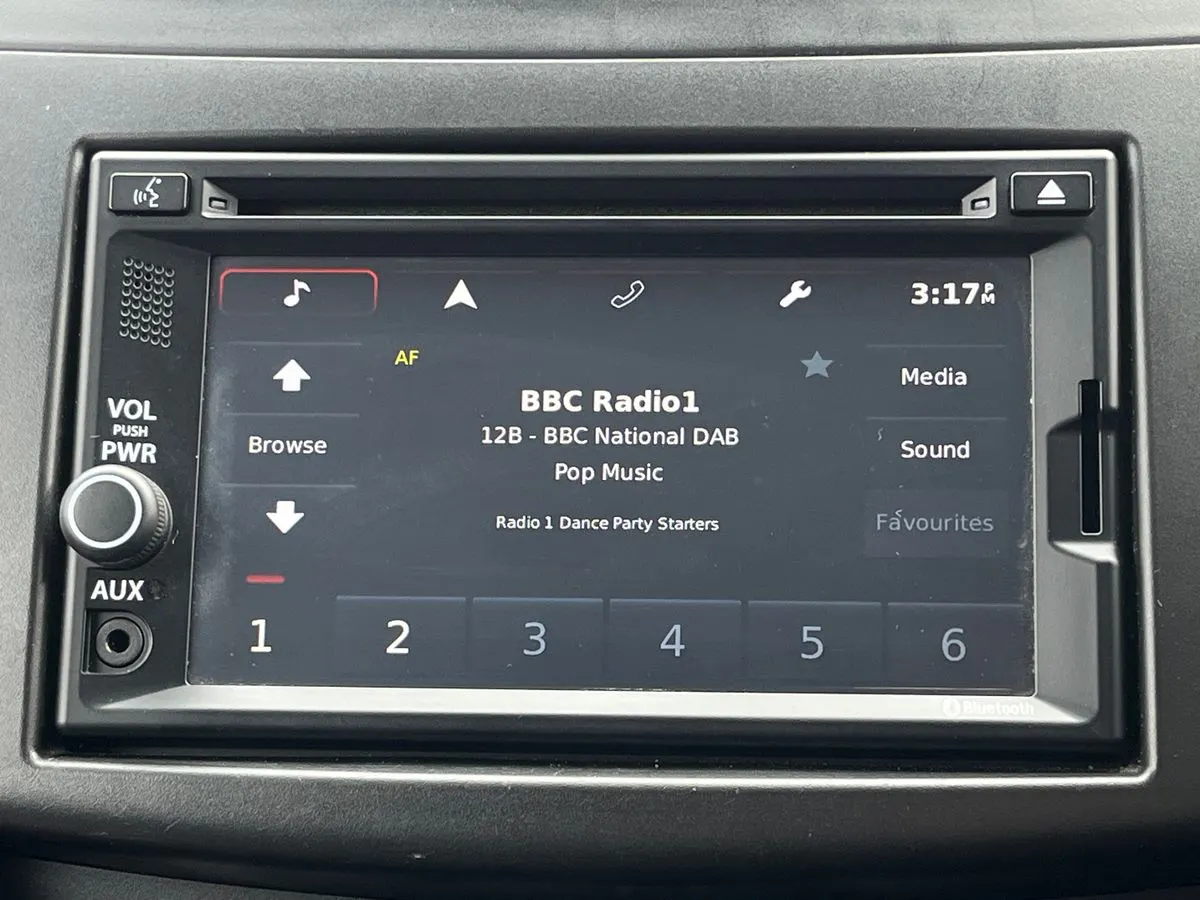 3:17PM
AF
BBC Radio1
12B - BBC National DAB
Pop Music
Radio 1 Dance Party Starters
Browse
Media
Sound
Favourites
VOL
PUSH
PWR
AUX
1 2 3 4 5 6
Bluetooth